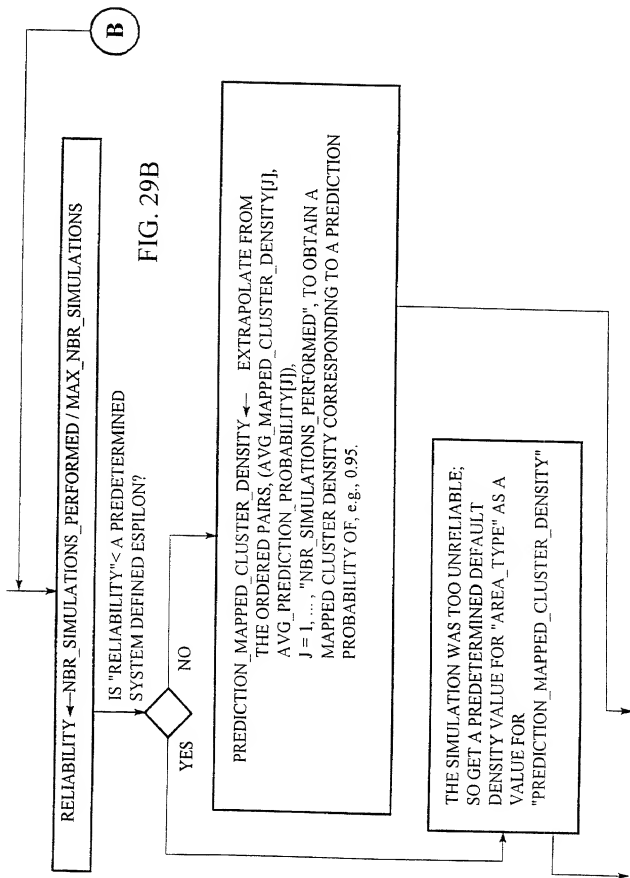 B
RELIABILITY ← NBR_SIMULATIONS_PERFORMED / MAX_NBR_SIMULATIONS
FIG. 29B
IS "RELIABILITY" < A PREDETERMINED
SYSTEM DEFINED ESPILON?
YES
NO
PREDICTION_MAPPED_CLUSTER_DENSITY ← EXTRAPOLATE FROM
THE ORDERED PAIRS, (AVG_MAPPED_CLUSTER_DENSITY[J],
AVG_PREDICTION_PROBABILITY[J]),
J = 1, ... , "NBR_SIMULATIONS_PERFORMED", TO OBTAIN A
MAPPED CLUSTER DENSITY CORRESPONDING TO A PREDICTION
PROBABILITY OF, e.g., 0.95.
THE SIMULATION WAS TOO UNRELIABLE;
SO GET A PREDETERMINED DEFAULT
DENSITY VALUE FOR "AREA_TYPE" AS A
VALUE FOR
"PREDICTION_MAPPED_CLUSTER_DENSITY"